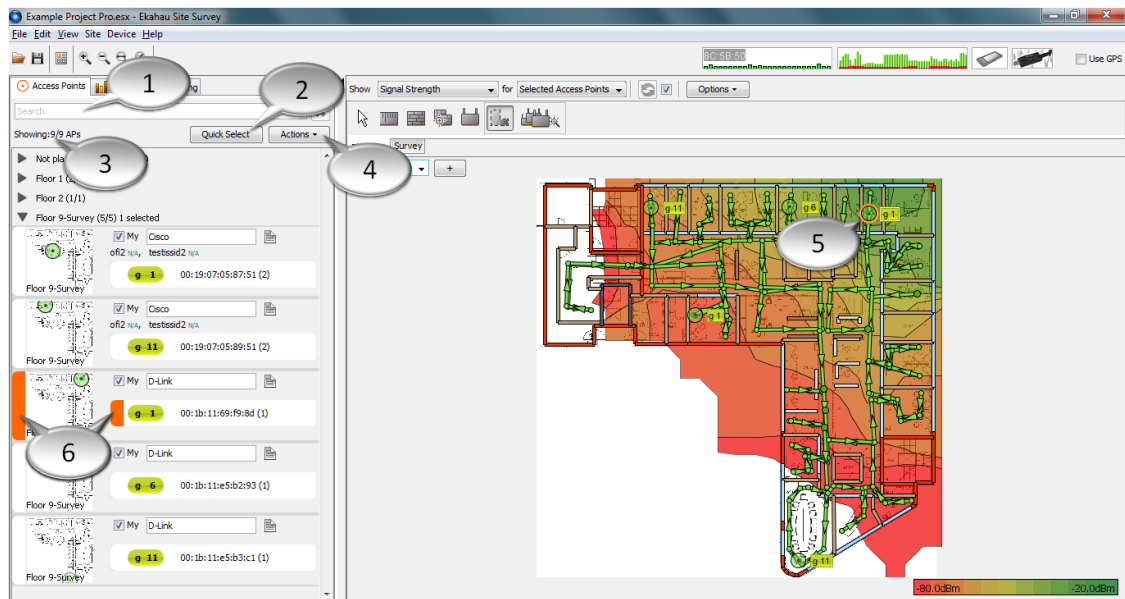 Example Project Pro.esx - Ekahau Site Survey
File Edit View Site Device Help
Use GPS
Access Points
Search
Showing:9/9 APs
Quick Select
Actions
Not pla
Floor 1
Floor 2 (1/1)
Floor 9-Survey (5/5) 1 selected
My Cisco
ofi2 N/A, testissid2 N/A
g 1 00:19:07:05:87:51 (2)
Floor 9-Survey
My Cisco
ofi2 N/A, testissid2 N/A
g 11 00:19:07:05:89:51 (2)
Floor 9-Survey
My D-Link
g 1 00:1b:11:69:f9:8d (1)
My D-Link
g 6 00:1b:11:e5:b2:93 (1)
Floor 9-Survey
My D-Link
g 11 00:1b:11:e5:b3:c1 (1)
Floor 9-Survey
Show Signal Strength for Selected Access Points Options
Survey
+
g 11
g 6
g 1
g 1
g 11
-80.0dBm -20.0dBm
1
2
3
4
5
6